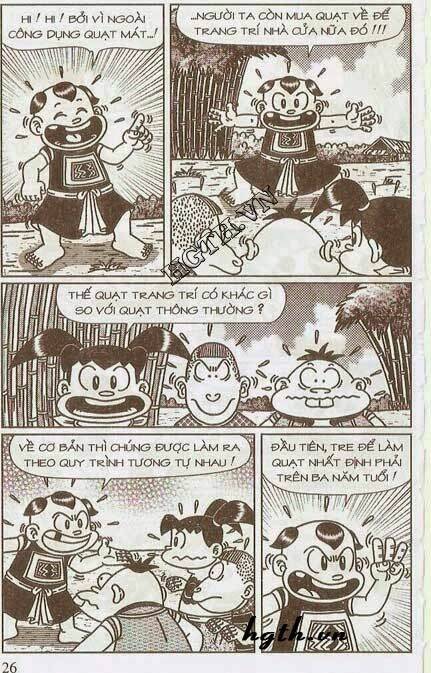 HI! HI! BỞI VÌ NGOÀI
CÔNG DỤNG QUẠT MÁT...!
...NGƯỜI TA CÒN MUA QUẠT VỀ ĐỂ
TRANG TRÍ NHÀ CỬA NỮA ĐÓ!!!
HGTH.VN
THẾ QUẠT TRANG TRÍ CÓ KHÁC GÌ
SO VỚI QUẠT THÔNG THƯỜNG?
VỀ CƠ BẢN THÌ CHÚNG ĐƯỢC LÀM RA
THEO QUY TRÌNH TƯƠNG TỰ NHAU!
ĐẦU TIÊN, TRE ĐỂ LÀM
QUẠT NHẤT ĐỊNH PHẢI
TRÊN BA NĂM TUỔI!
hgth.vn
26